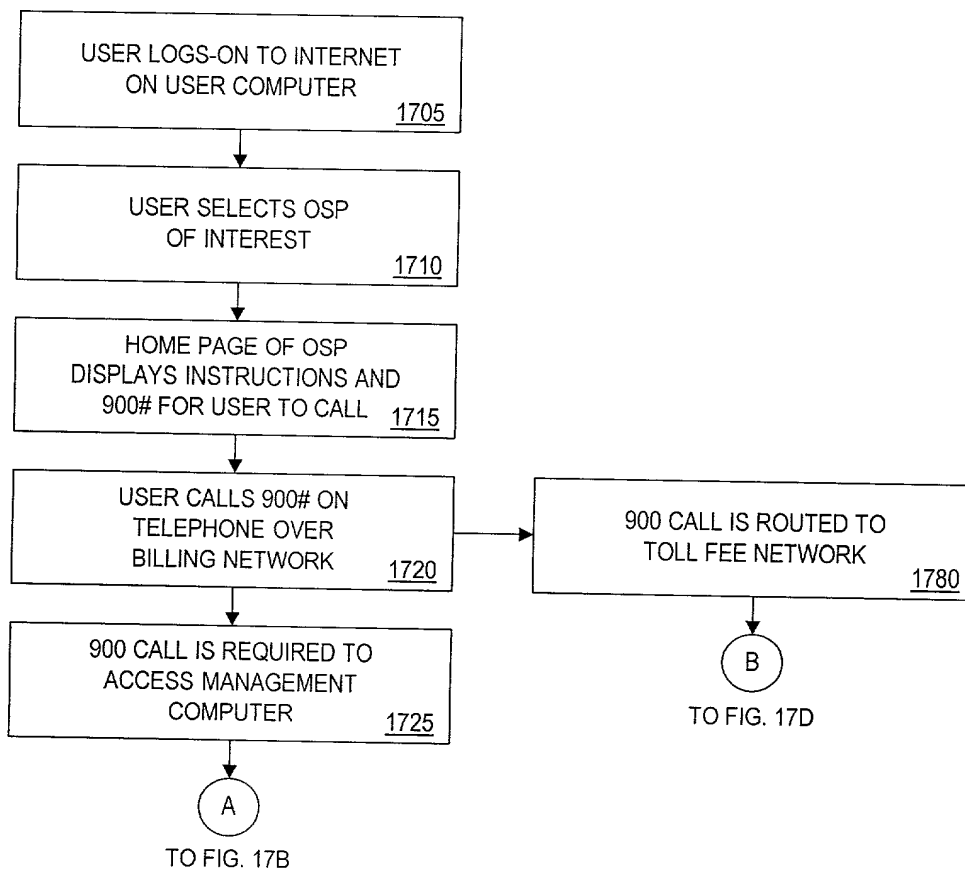 USER LOGS-ON TO INTERNET
ON USER COMPUTER
1705
USER SELECTS OSP
OF INTEREST
1710
HOME PAGE OF OSP
DISPLAYS INSTRUCTIONS AND
900# FOR USER TO CALL
1715
USER CALLS 900# ON
TELEPHONE OVER
BILLING NETWORK
1720
900 CALL IS ROUTED TO
TOLL FEE NETWORK
1780
900 CALL IS REQUIRED TO
ACCESS MANAGEMENT
COMPUTER
1725
B
TO FIG. 17D
A
TO FIG. 17B